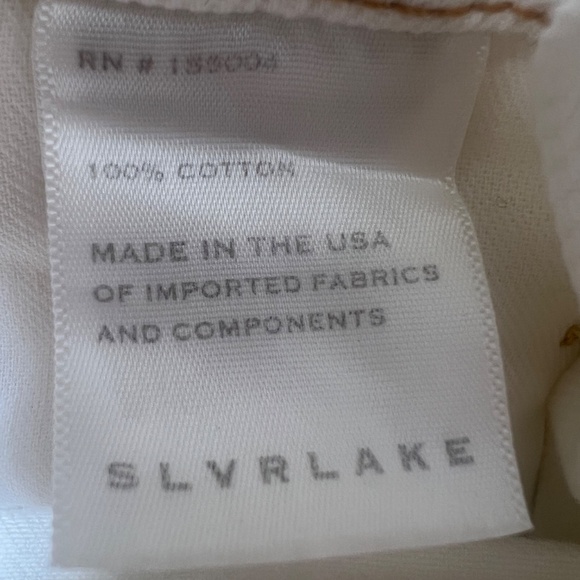 RN #
100% COTTON
MADE IN THE USA
OF IMPORTED FABRICS
AND COMPONENTS
SLVRLAKE